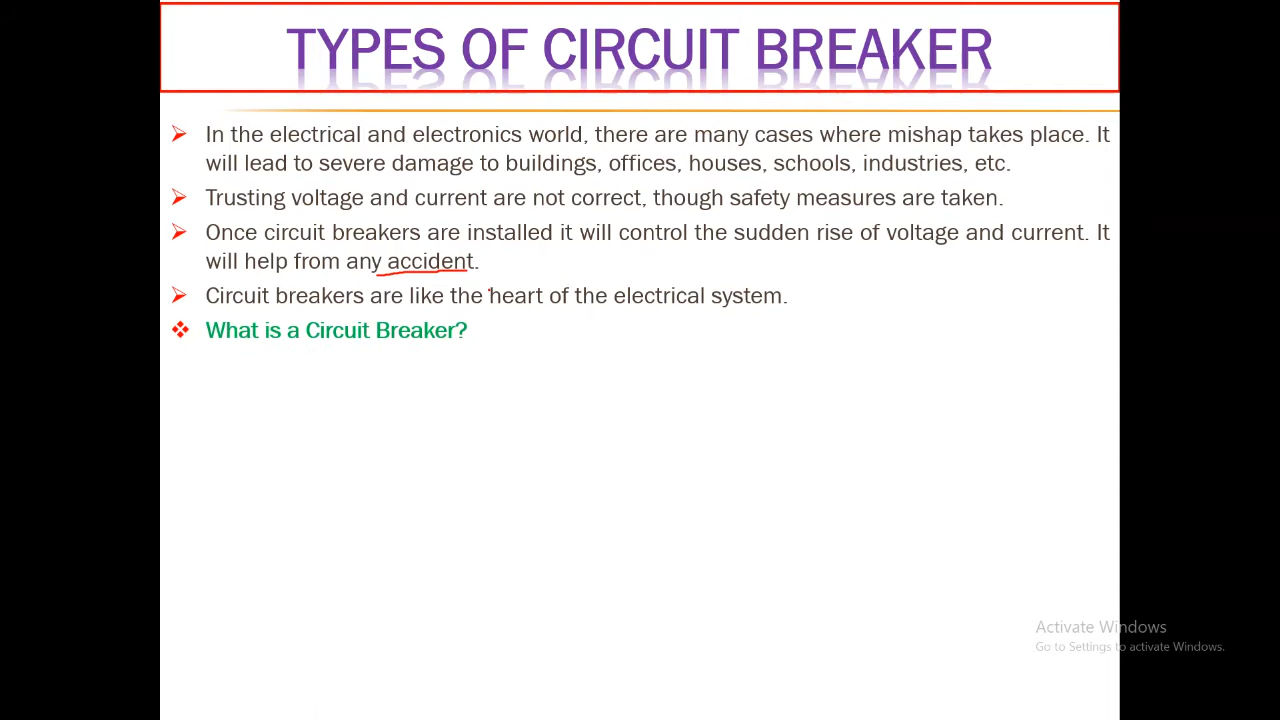 TYPES OF CIRCUIT BREAKER
In the electrical and electronics world, there are many cases where mishap takes place. It
will lead to severe damage to buildings, offices, houses, schools, industries, etc.
Trusting voltage and current are not correct, though safety measures are taken.
Once circuit breakers are installed it will control the sudden rise of voltage and current. It
will help from any accident.
Circuit breakers are like the heart of the electrical system.
What is a Circuit Breaker?
Activate Windows
Go to Settings to activate Windows.